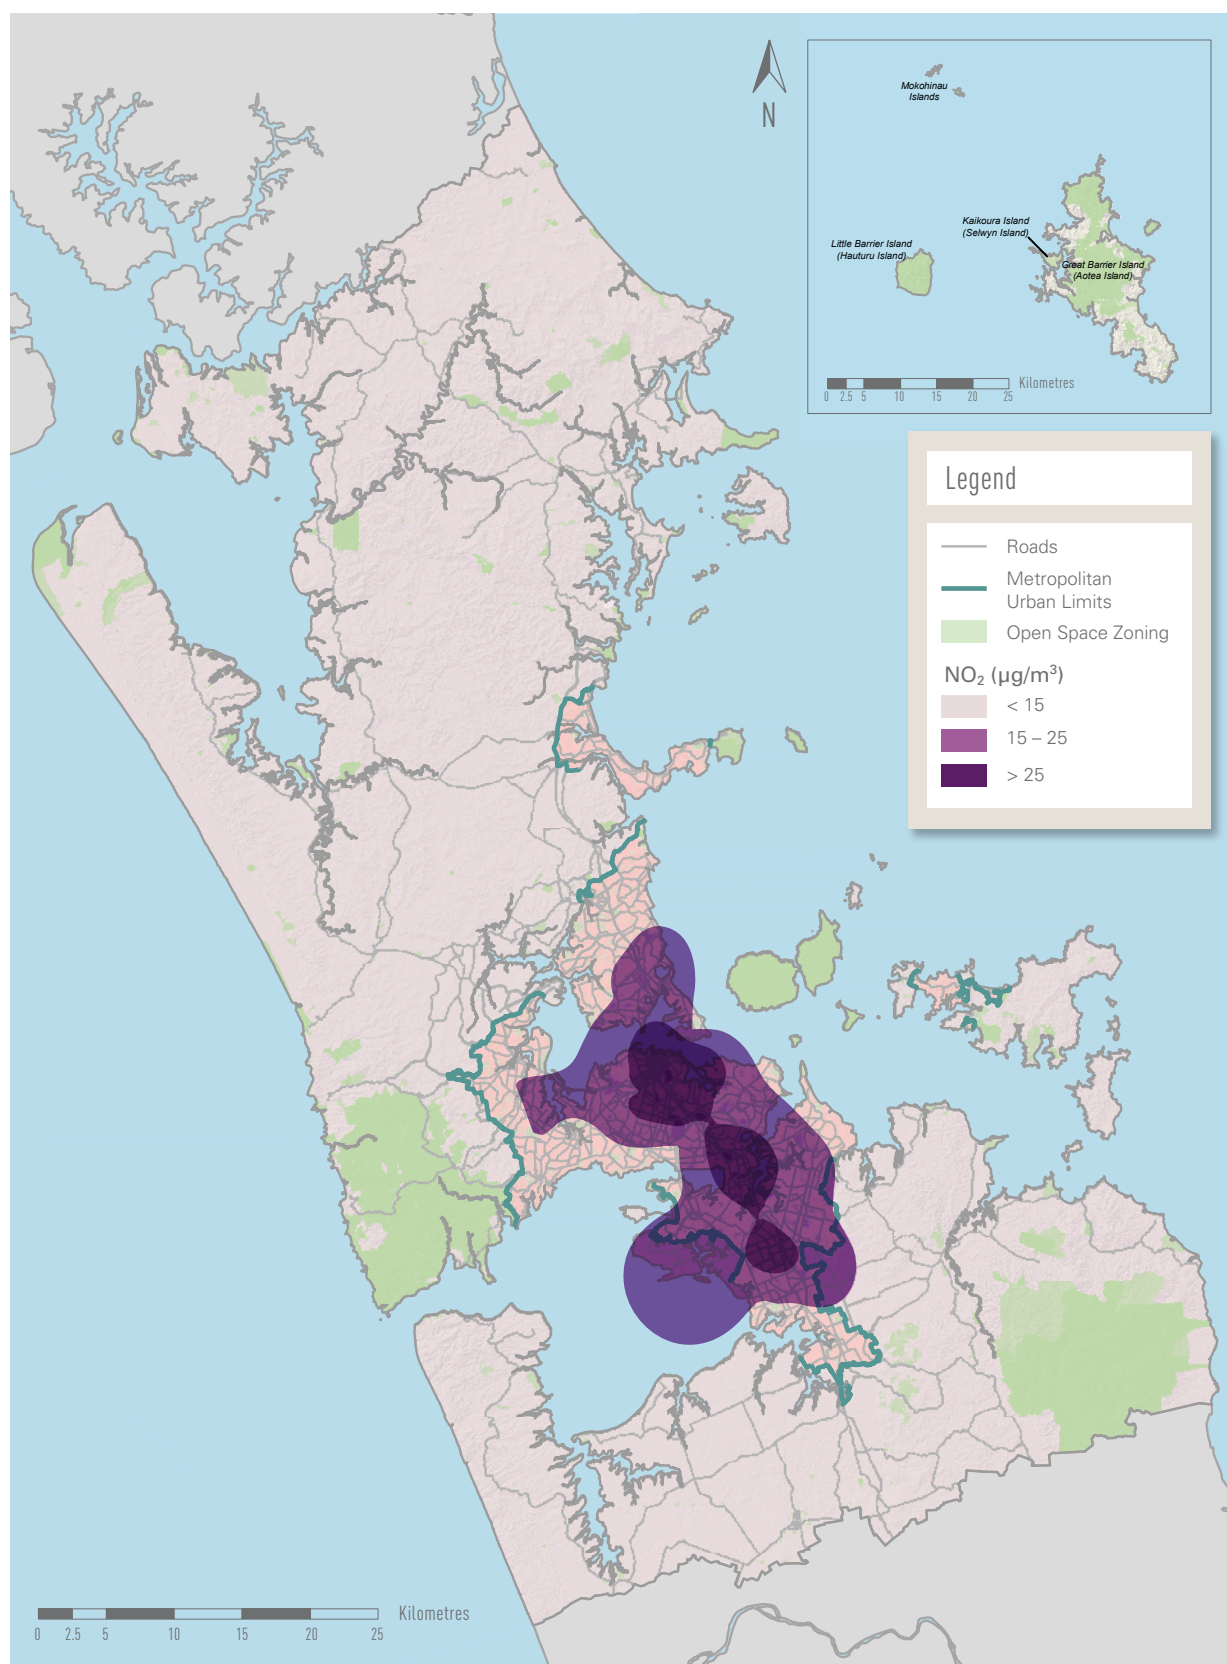 N
Mokohinau
Islands
Kaikoura Island
(Selwyn Island)
Little Barrier Island
(Hauturu Island)
Great Barrier Island
(Aotea Island)
Kilometres
0 2.5 5 10 15 20 25
Legend
Roads
Metropolitan
Urban Limits
Open Space Zoning
NO₂ (µg/m³)
< 15
15 – 25
> 25
Kilometres
0 2.5 5 10 15 20 25